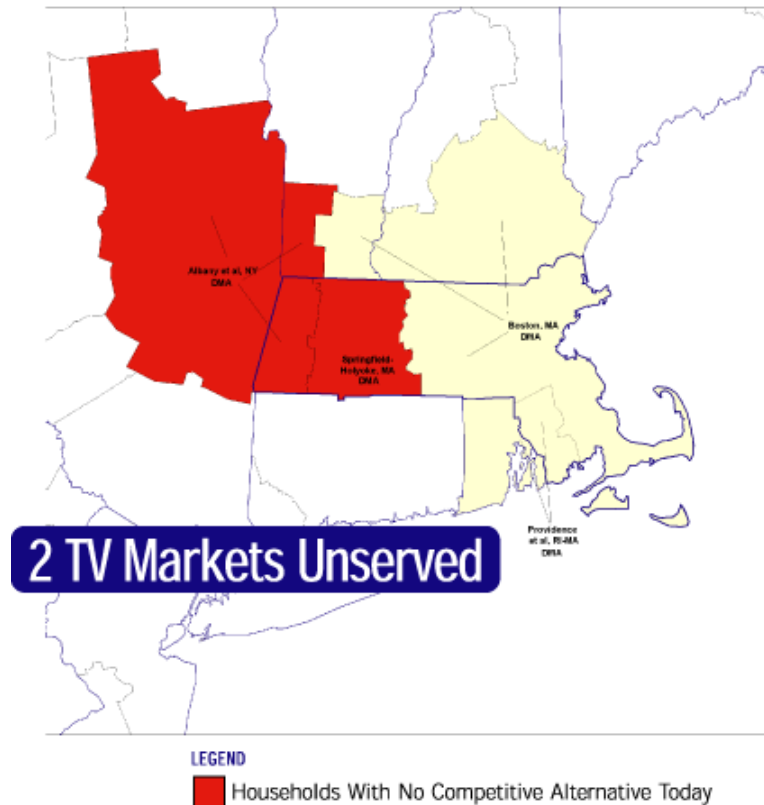 Albany et al, NY
DMA
Boston, MA
DMA
Springfield-
Holyoke, MA
DMA
Providence
et al, RI-MA
DMA
2 TV Markets Unserved
LEGEND
Households With No Competitive Alternative Today